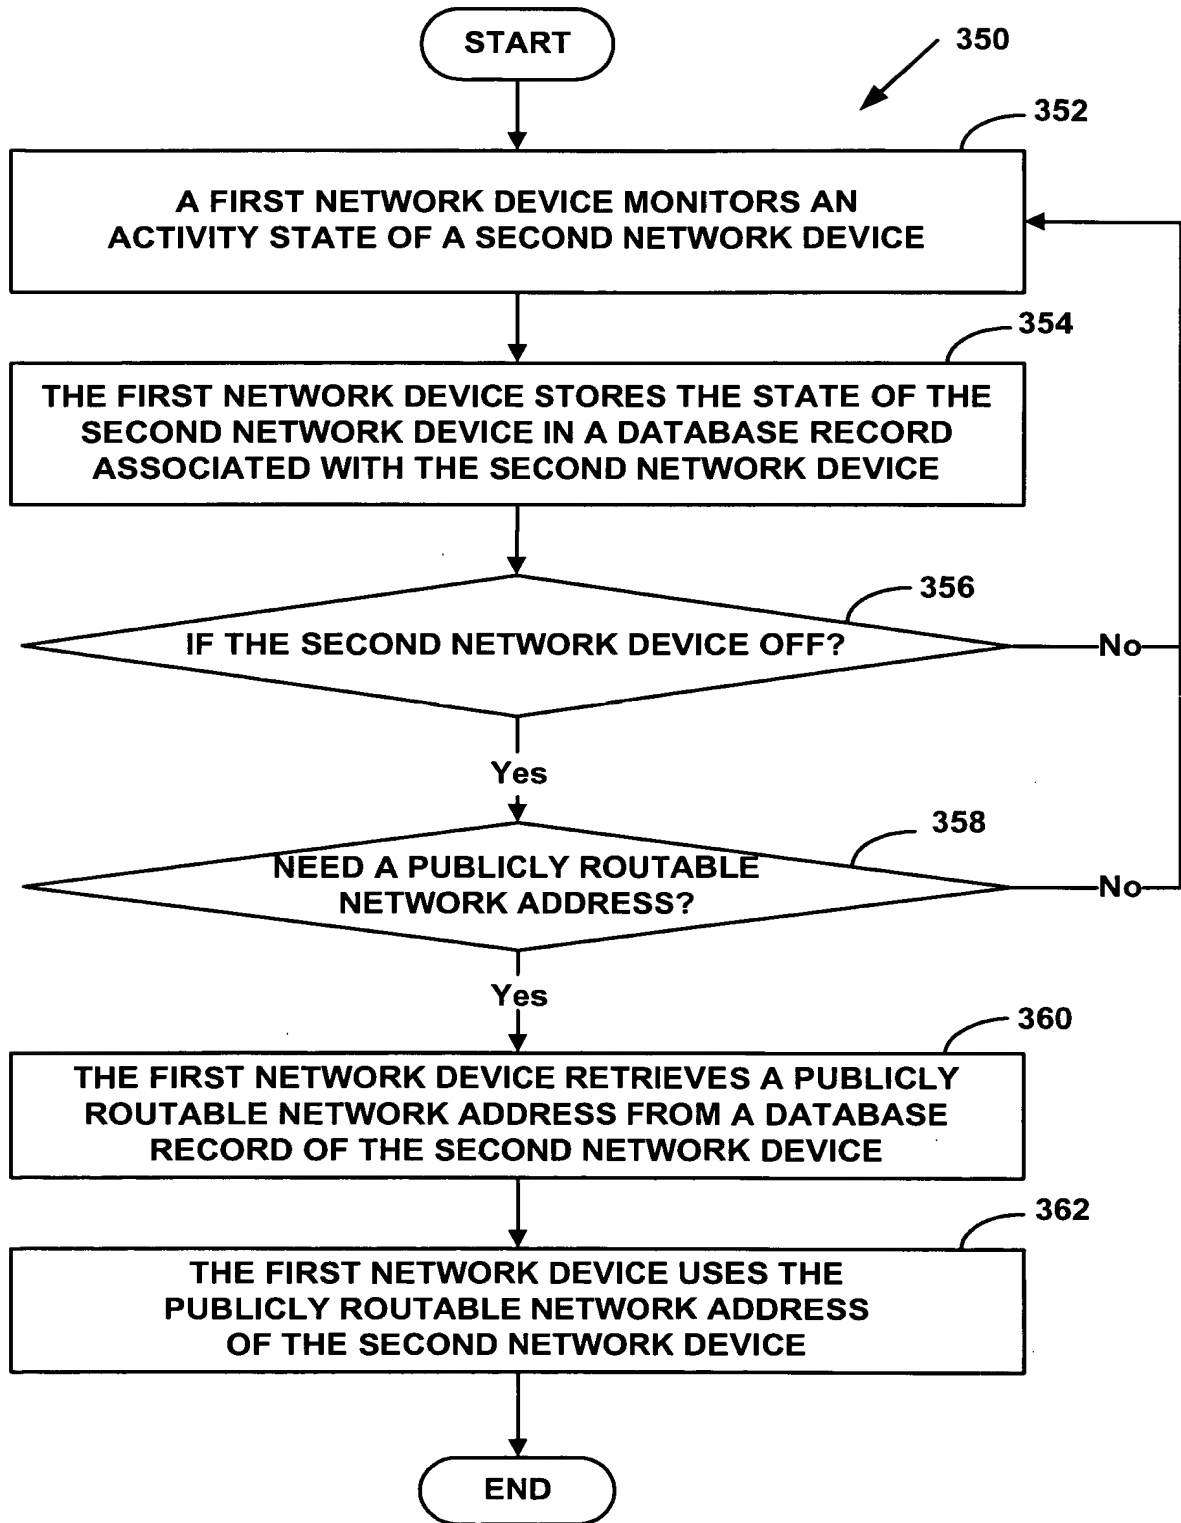 START
350
352
A FIRST NETWORK DEVICE MONITORS AN
ACTIVITY STATE OF A SECOND NETWORK DEVICE
354
THE FIRST NETWORK DEVICE STORES THE STATE OF THE
SECOND NETWORK DEVICE IN A DATABASE RECORD
ASSOCIATED WITH THE SECOND NETWORK DEVICE
356
IF THE SECOND NETWORK DEVICE OFF?
No
Yes
358
NEED A PUBLICLY ROUTABLE
NETWORK ADDRESS?
No
Yes
360
THE FIRST NETWORK DEVICE RETRIEVES A PUBLICLY
ROUTABLE NETWORK ADDRESS FROM A DATABASE
RECORD OF THE SECOND NETWORK DEVICE
362
THE FIRST NETWORK DEVICE USES THE
PUBLICLY ROUTABLE NETWORK ADDRESS
OF THE SECOND NETWORK DEVICE
END